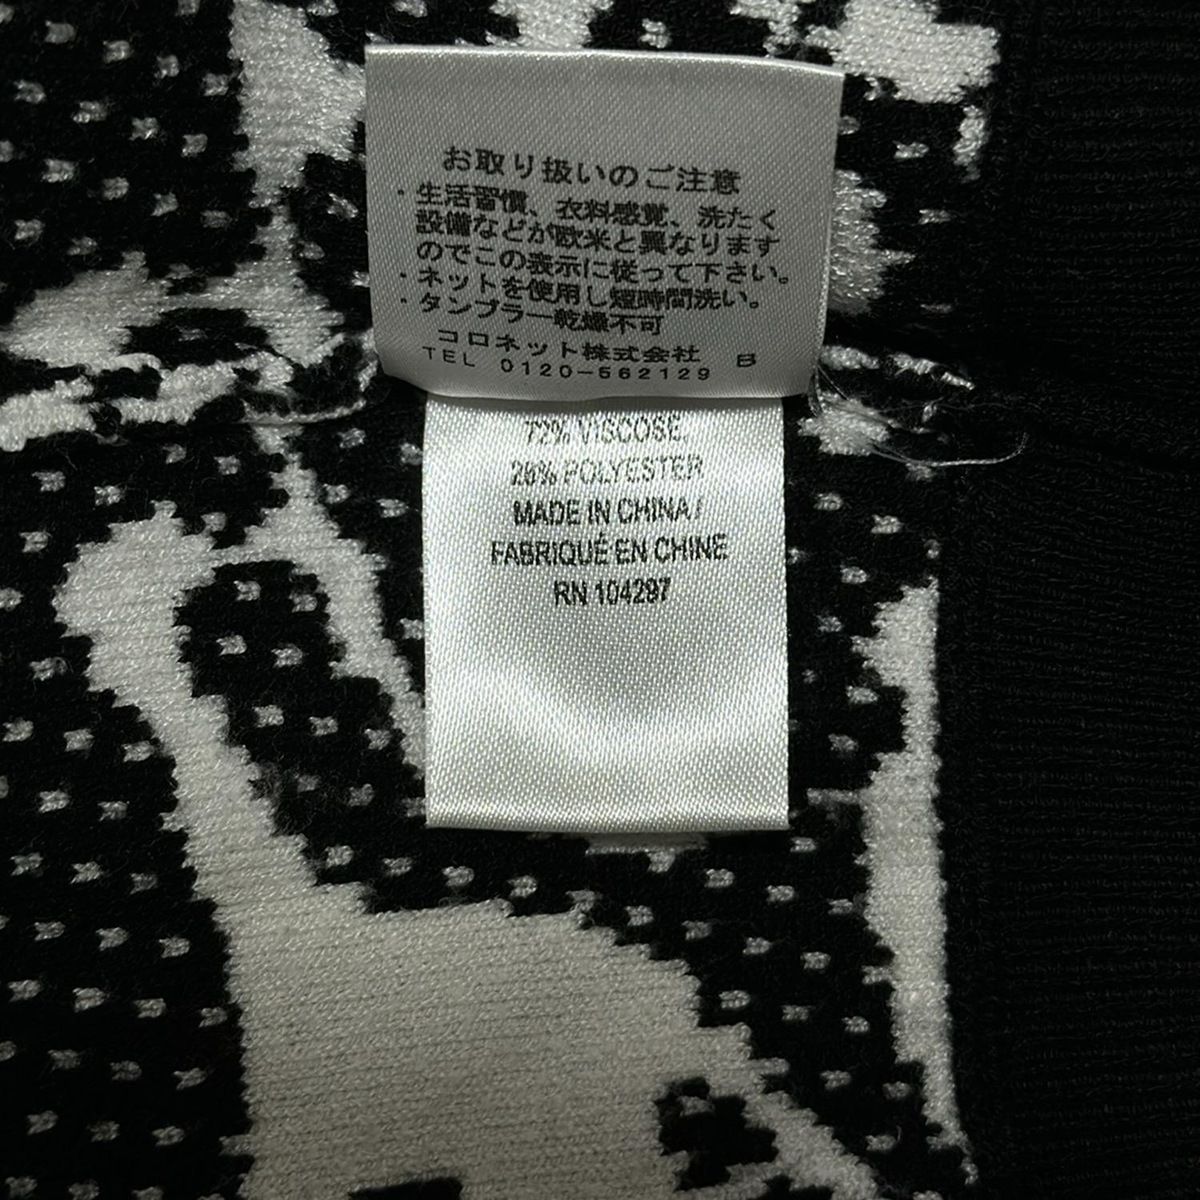 お取り扱いのご注意
・生活習慣、衣料感覚、洗たく
設備などが欧米と異なります
のでこの表示に従って下さい。
・ネットを使用し短時間洗い。
・タンブラー乾燥不可
コロネット株式会社 B
TEL 0120-562129
72% VISCOSE,
28% POLYESTER
MADE IN CHINA /
FABRIQUÉ EN CHINE
RN 104297